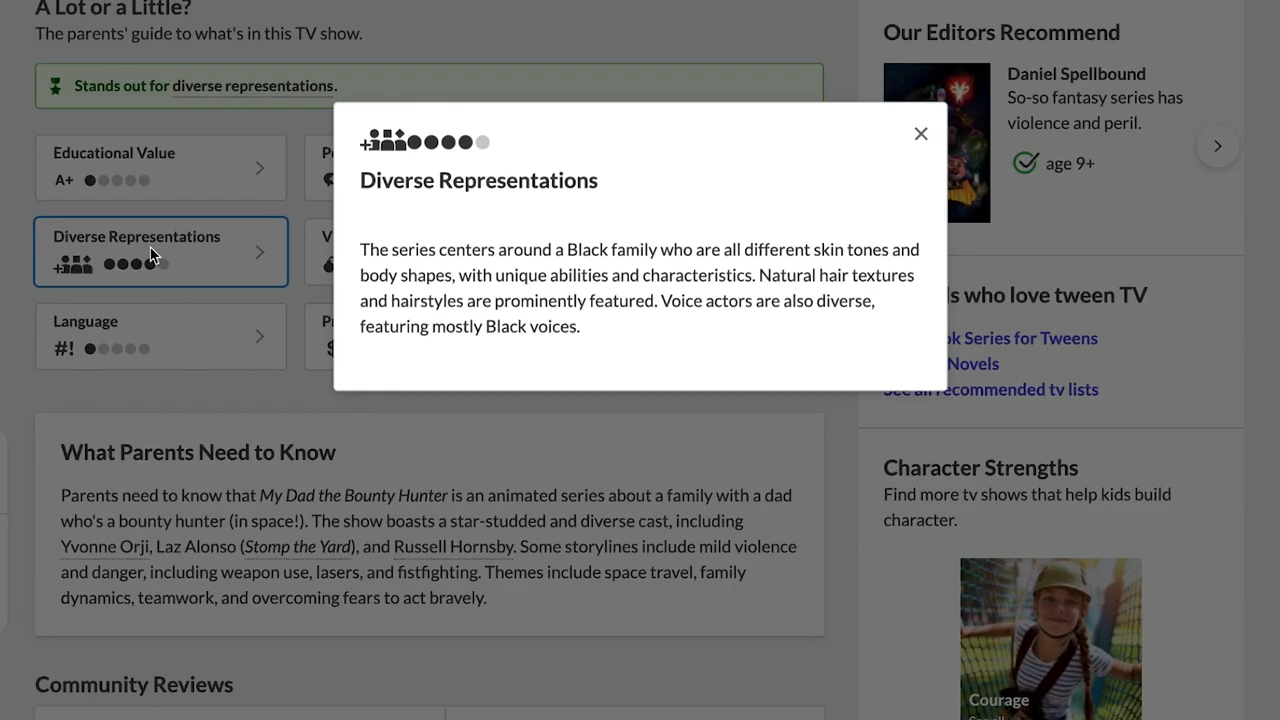 A Lot or a Little?
The parents' guide to what's in this TV show.
Stands out for diverse representations.
Educational Value
A+
Diverse Representations
Language
#!
Diverse Representations
The series centers around a Black family who are all different skin tones and
body shapes, with unique abilities and characteristics. Natural hair textures
and hairstyles are prominently featured. Voice actors are also diverse,
featuring mostly Black voices.
What Parents Need to Know
Parents need to know that My Dad the Bounty Hunter is an animated series about a family with a dad
who's a bounty hunter (in space!). The show boasts a star-studded and diverse cast, including
Yvonne Orji, Laz Alonso (Stomp the Yard), and Russell Hornsby. Some storylines include mild violence
and danger, including weapon use, lasers, and fistfighting. Themes include space travel, family
dynamics, teamwork, and overcoming fears to act bravely.
Community Reviews
Our Editors Recommend
Daniel Spellbound
So-so fantasy series has
violence and peril.
age 9+
who love tween TV
Series for Tweens
Novels
See all recommended tv lists
Character Strengths
Find more tv shows that help kids build
character.
Courage